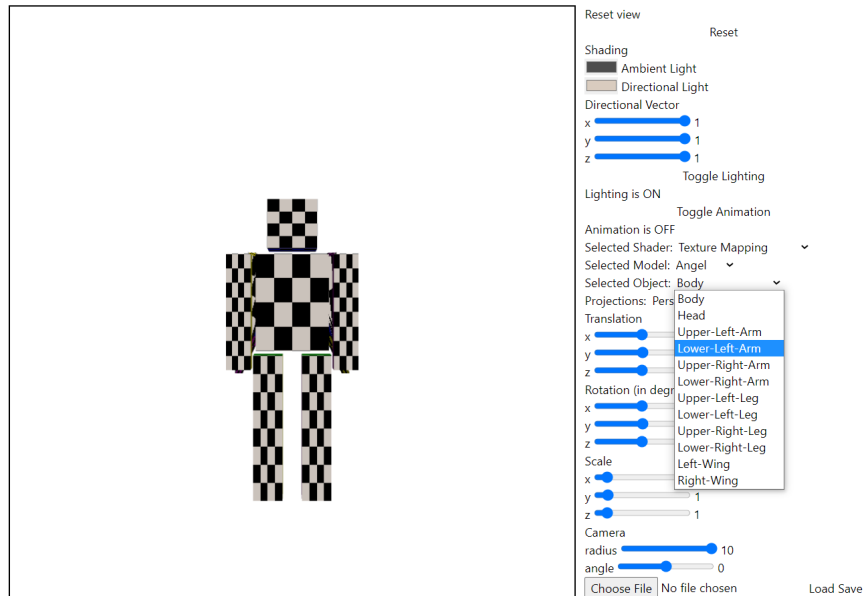 Reset view
Reset
Shading
Ambient Light
Directional Light
Directional Vector
x 1
y 1
z 1
Toggle Lighting
Lighting is ON
Toggle Animation
Animation is OFF
Selected Shader: Texture Mapping
Selected Model: Angel
Selected Object: Body
Projections: Pers
Body
Head
Upper-Left-Arm
Lower-Left-Arm
Upper-Right-Arm
Lower-Right-Arm
Upper-Left-Leg
Lower-Left-Leg
Upper-Right-Leg
Lower-Right-Leg
Left-Wing
Right-Wing
Translation
x
y
z
Rotation (in degr
x
y
z
Scale
x
y 1
z 1
Camera
radius 10
angle 0
Choose File No file chosen
Load Save